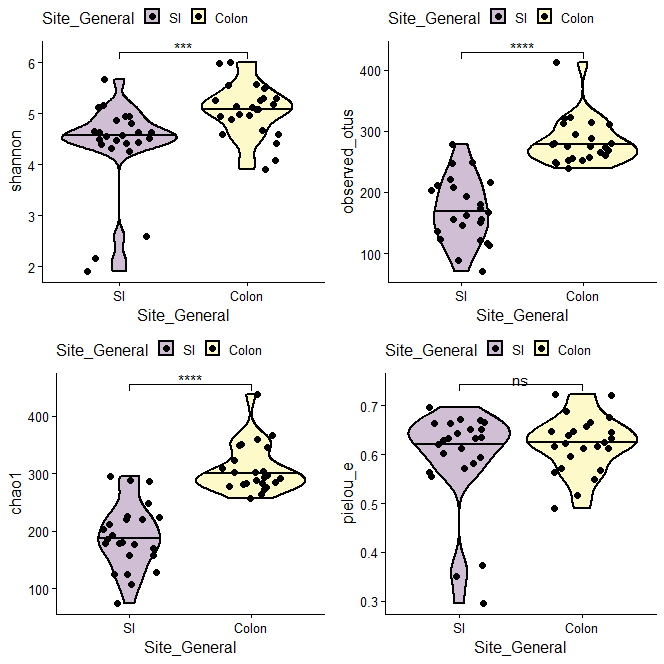 Site_General SI Colon
***
6
5
4
3
2
shannon
SI Colon
Site_General
Site_General SI Colon
****
400
300
200
100
observed_otus
SI Colon
Site_General
Site_General SI Colon
****
400
300
200
100
chao1
SI Colon
Site_General
Site_General SI Colon
ns
0.7
0.6
0.5
0.4
0.3
pielou_e
SI Colon
Site_General